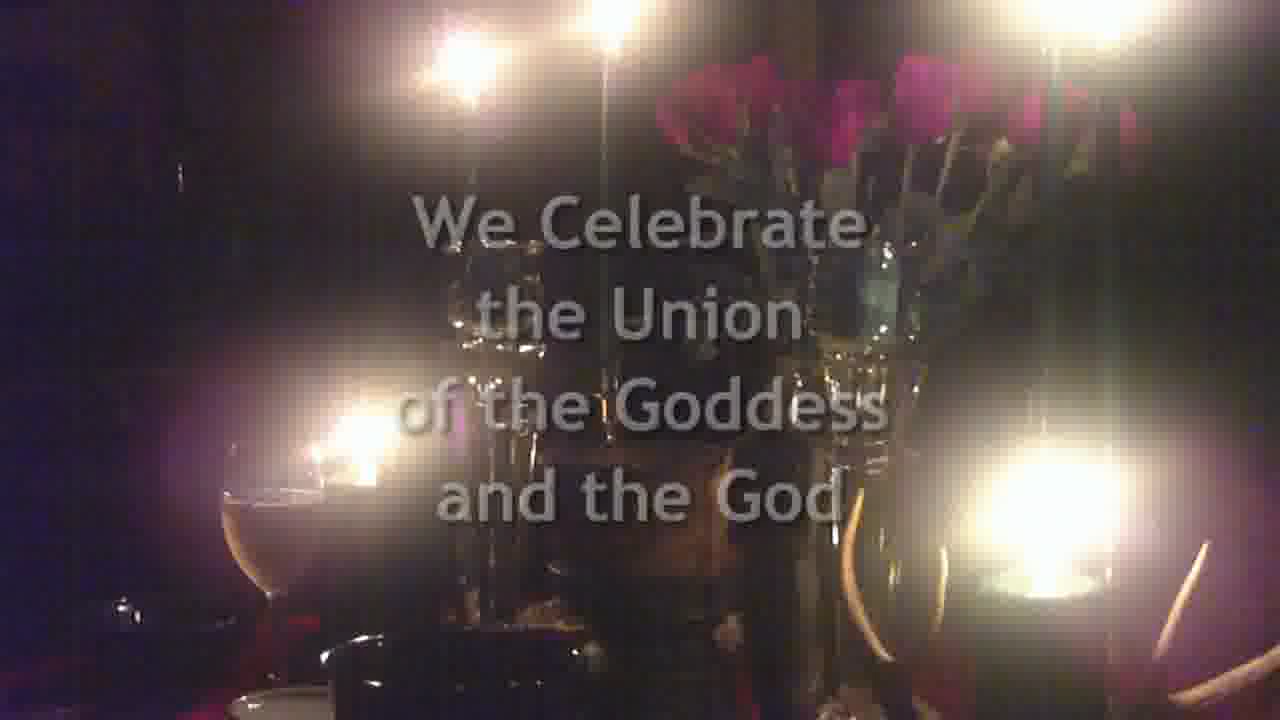 We Celebrate
the Union
of the Goddess
and the God